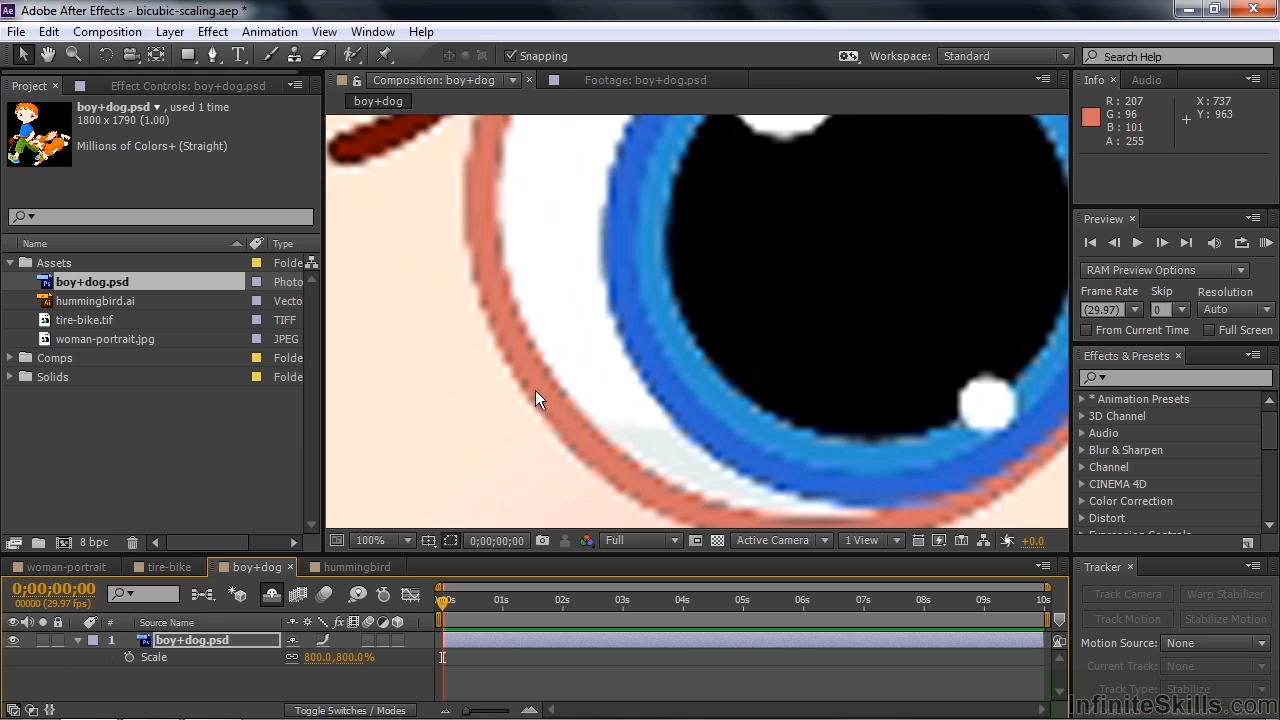 Adobe After Effects - bicubic-scaling.aep *
File Edit Composition Layer Effect Animation View Window Help
Snapping Workspace: Standard Search Help
Project × Effect Controls: boy+dog.psd Composition: boy+dog × Footage: boy+dog.psd Info × Audio
boy+dog.psd ▼ , used 1 time
1800 x 1790 (1.00)
Millions of Colors+ (Straight)
boy+dog
R : 207 X : 737
G : 96 Y : 963
B : 101
A : 255
Preview ×
RAM Preview Options
Frame Rate Skip Resolution
(29.97) 0 Auto
From Current Time Full Screen
Name Type
Assets Folde
boy+dog.psd Photo
hummingbird.ai Vecto
tire-bike.tif TIFF
woman-portrait.jpg JPEG
Comps Folde
Solids Folde
Effects & Presets ×
* Animation Presets
3D Channel
Audio
Blur & Sharpen
Channel
CINEMA 4D
Color Correction
Distort
8 bpc
100% 0;00;00;00 Full Active Camera 1 View +0.0
woman-portrait tire-bike boy+dog × hummingbird
0;00;00;00
00000 (29.97 fps)
01s 02s 03s 04s 05s 06s 07s 08s 09s 10s
# Source Name
1 boy+dog.psd
Scale 800.0,800.0%
Toggle Switches / Modes
Tracker ×
Track Camera Warp Stabilizer
Track Motion Stabilize Motion
Motion Source: None
Current Track: None
Track Type: Stabilize
InfiniteSkills.com